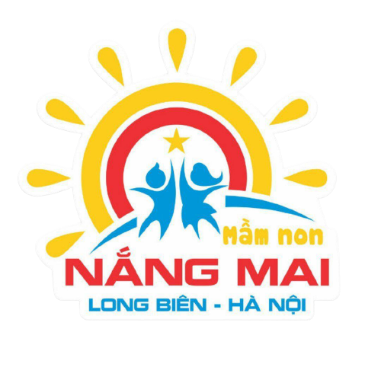 Mầm non
NẮNG MAI
LONG BIÊN - HÀ NỘI